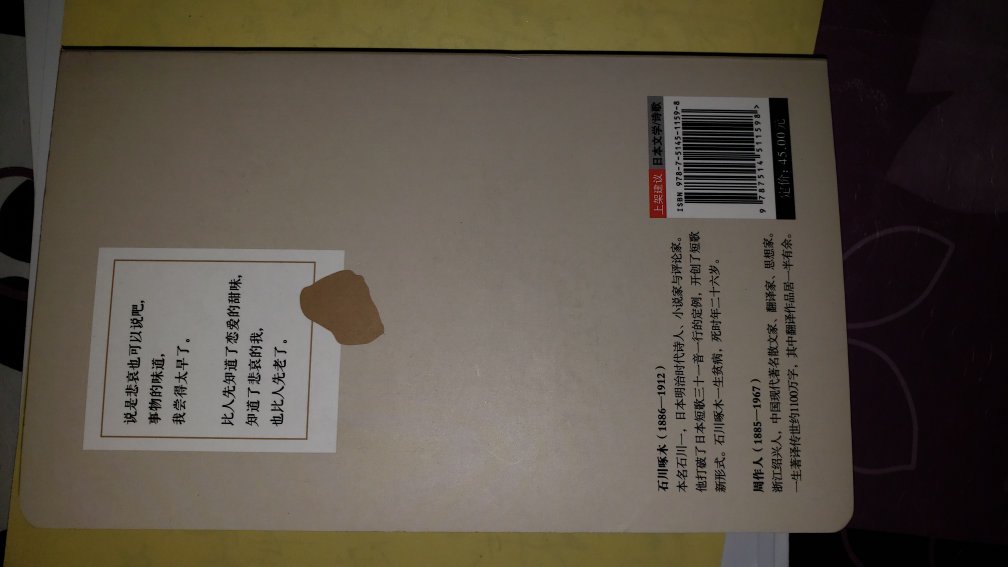 说是悲哀也可以说吧，
事物的味道，
我尝得太早了。
比人先知道了恋爱的甜味，
知道了悲哀的我，
也比人先老了。
石川啄木（1886—1912）
本名石川一，日本明治时代诗人、小说家与评论家。
他打破了日本短歌三十一音一行的定例，开创了短歌
新形式。石川啄木一生贫病，死时年二十六岁。
周作人（1885—1967）
浙江绍兴人，中国现代著名散文家、翻译家、思想家。
一生著译传世约1100万字，其中翻译作品居一半有余。
上架建议 日本文学/诗歌
ISBN 978-7-5145-1159-8
9 787514 511598 >
定价：45.00元